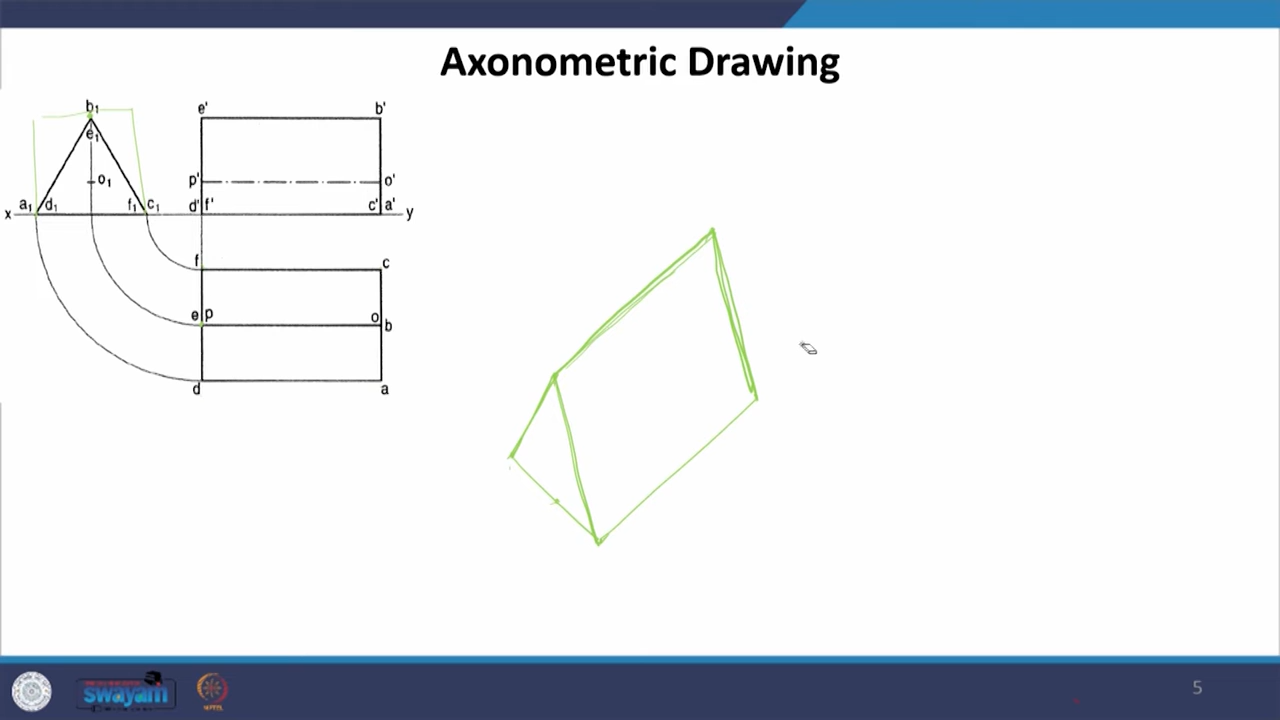 Axonometric Drawing
b₁
e₁
o₁
x a₁ d₁ f₁ c₁
e' b'
p' o'
d' f' c' a' y
f c
e p o b
d a
swayam
5